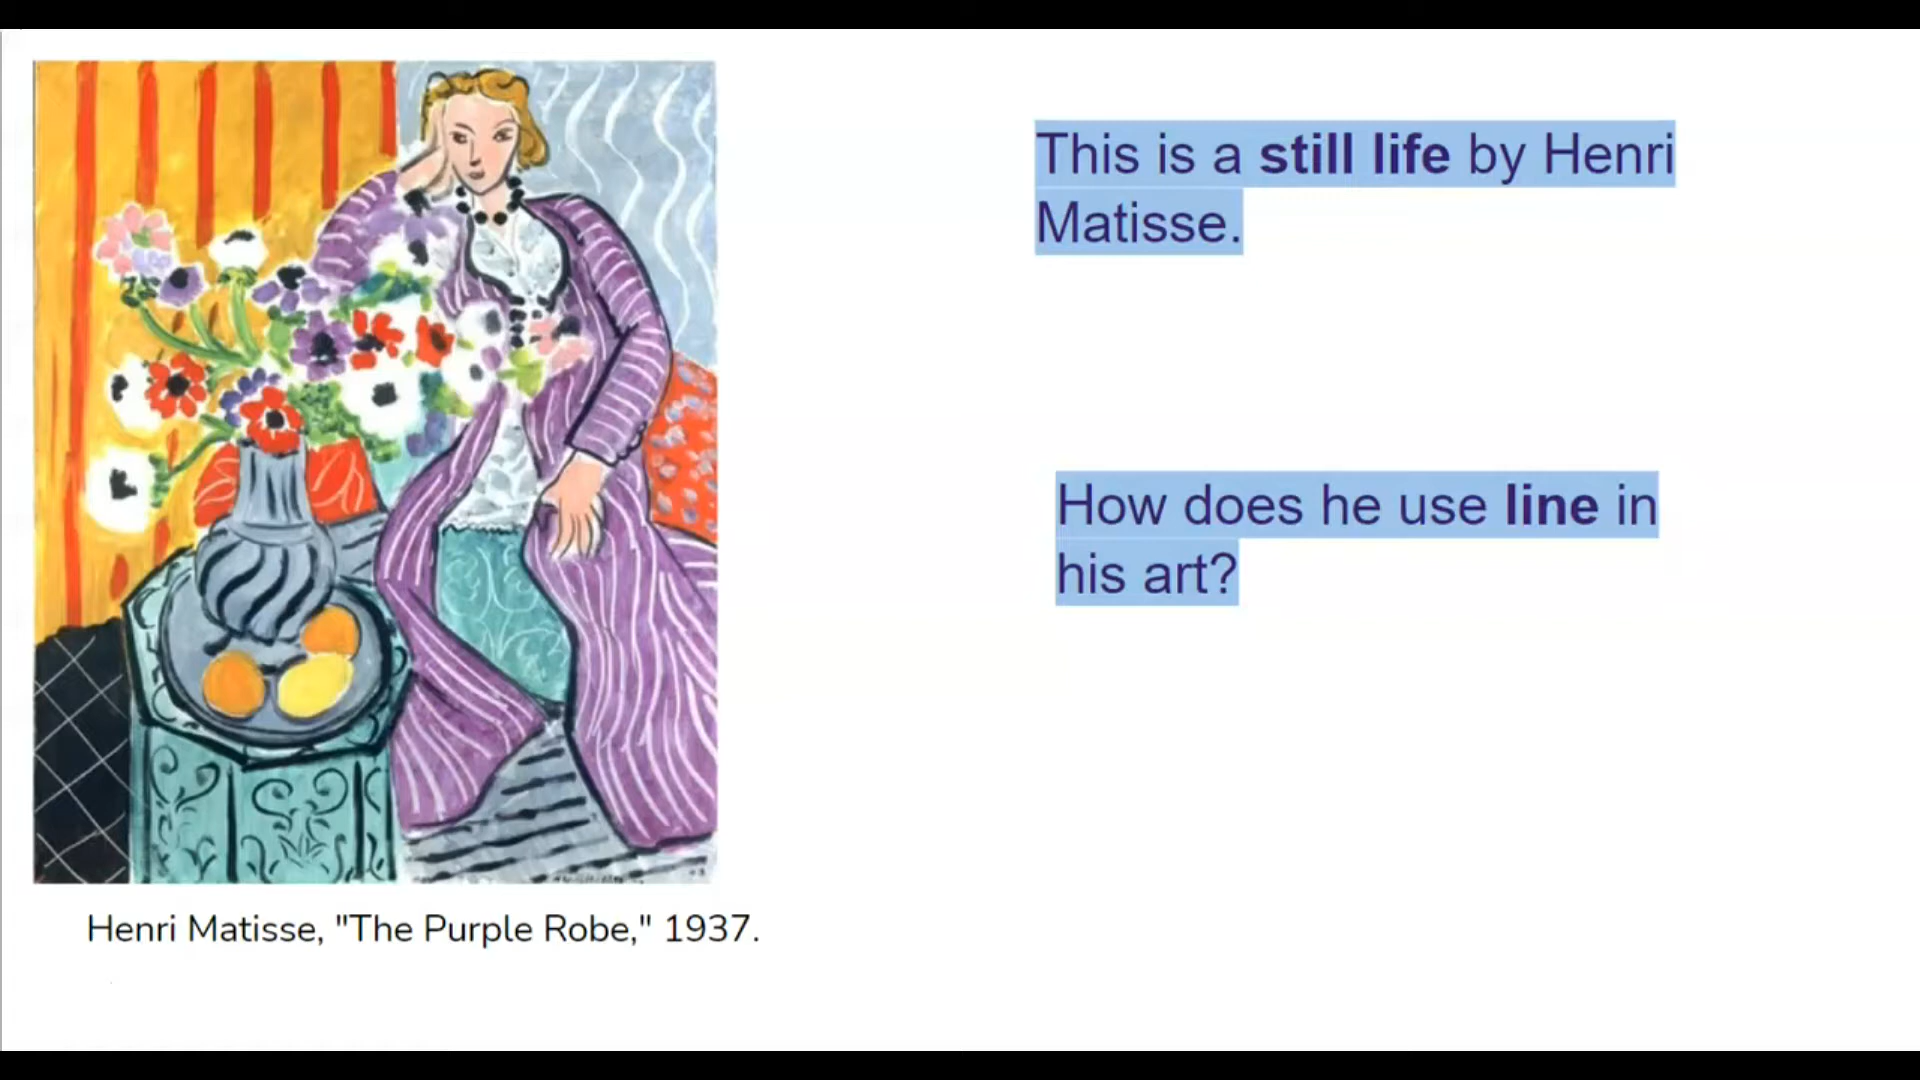 This is a still life by Henri
Matisse.
How does he use line in
his art?
Henri Matisse, "The Purple Robe," 1937.